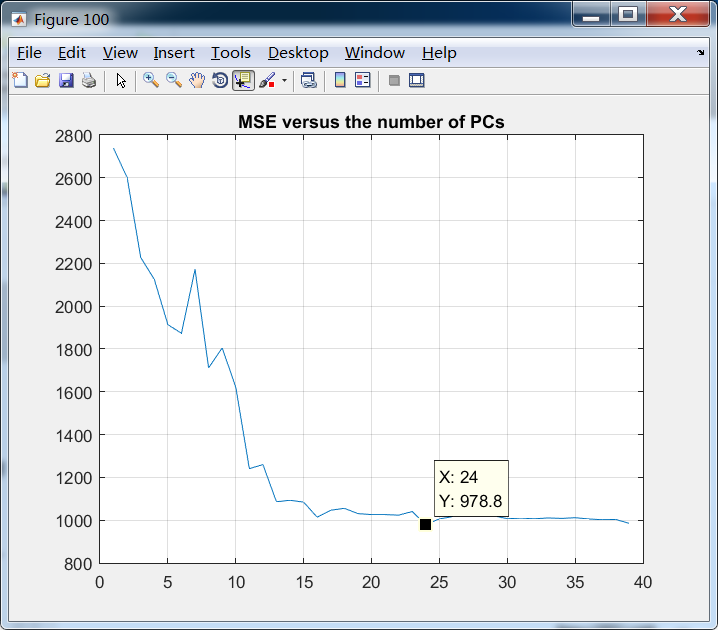 Figure 100
File Edit View Insert Tools Desktop Window Help
MSE versus the number of PCs
2800
2600
2400
2200
2000
1800
1600
1400
1200
1000
800
X: 24
Y: 978.8
0 5 10 15 20 25 30 35 40